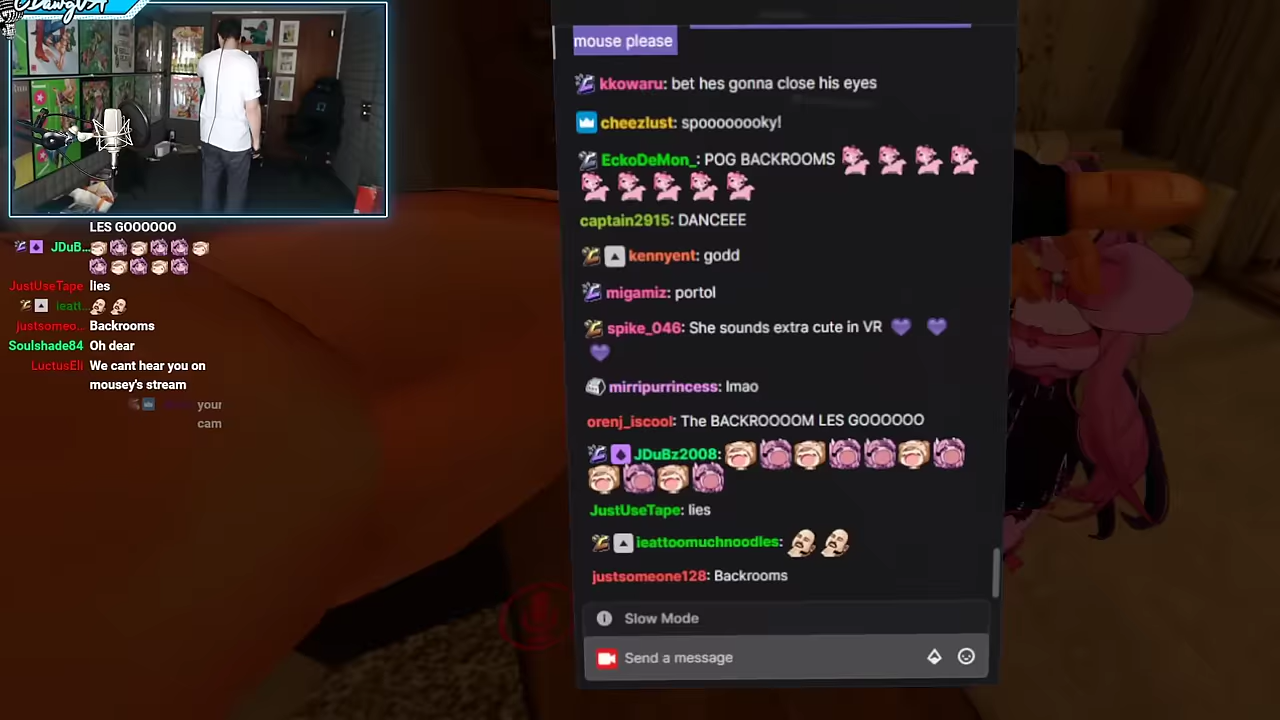 CDawgVA
LES GOOOOOO
JDuB...
JustUseTape lies
ieatt...
justsomeo... Backrooms
Soulshade84 Oh dear
LuctusEli We cant hear you on
mousey's stream
your
cam
mouse please
kkowaru: bet hes gonna close his eyes
cheezlust: spoooooooky!
EckoDeMon_: POG BACKROOMS
captain2915: DANCEEE
kennyent: godd
migamiz: portol
spike_046: She sounds extra cute in VR
mirripurrincess: lmao
orenj_iscool: The BACKROOOOM LES GOOOOOO
JDuBz2008:
JustUseTape: lies
ieattoomuchnoodles:
justsomeone128: Backrooms
Slow Mode
Send a message